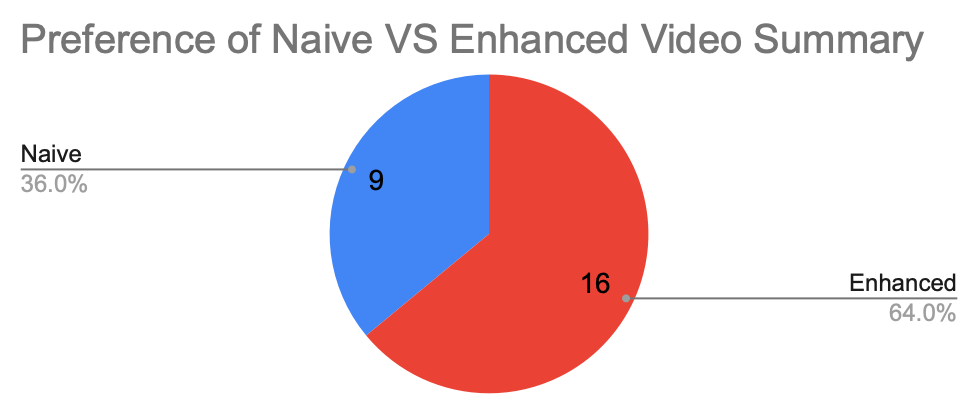 Preference of Naive VS Enhanced Video Summary
Naive
36.0%
9
16
Enhanced
64.0%